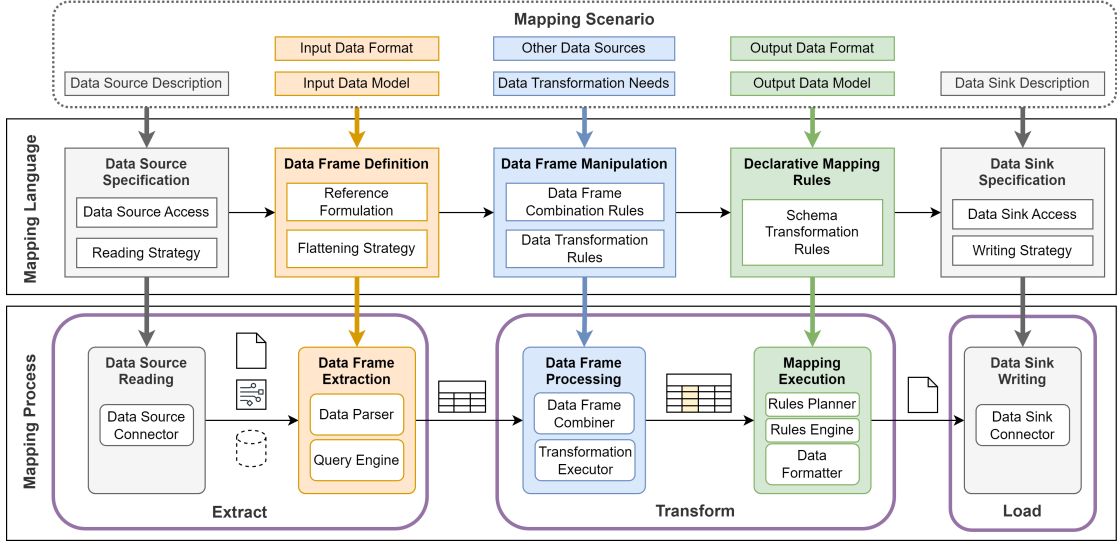 Mapping Scenario
Input Data Format
Other Data Sources
Output Data Format
Data Source Description
Input Data Model
Data Transformation Needs
Output Data Model
Data Sink Description
Mapping Language
Data Source
Specification
Data Source Access
Reading Strategy
Data Frame Definition
Reference
Formulation
Flattening Strategy
Data Frame Manipulation
Data Frame
Combination Rules
Data Transformation
Rules
Declarative Mapping
Rules
Schema
Transformation
Rules
Data Sink
Specification
Data Sink Access
Writing Strategy
Mapping Process
Data Source
Reading
Data Source
Connector
Data Frame
Extraction
Data Parser
Query Engine
Extract
Data Frame
Processing
Data Frame
Combiner
Transformation
Executor
Mapping
Execution
Rules Planner
Rules Engine
Data
Formatter
Transform
Data Sink
Writing
Data Sink
Connector
Load